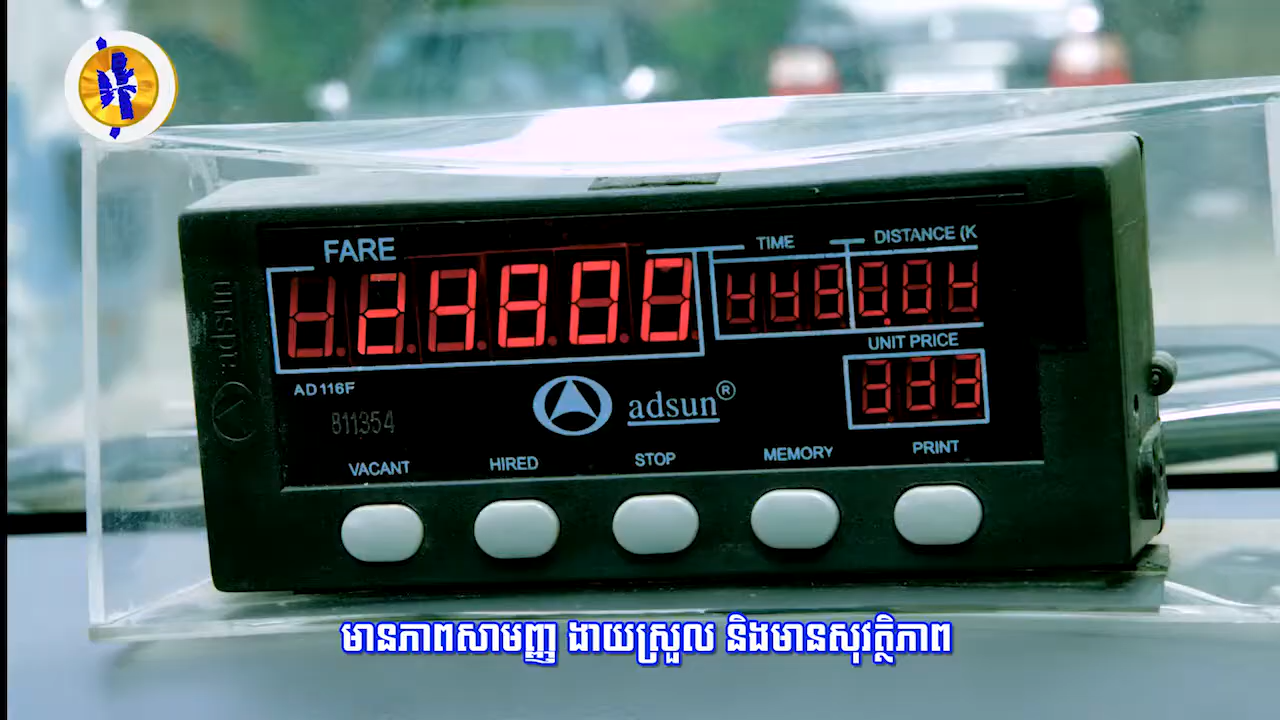 FARE
TIME
DISTANCE (K
UNIT PRICE
adsun
AD116F
811354
adsun®
VACANT
HIRED
STOP
MEMORY
PRINT
មានភាពសាមញ្ញ ងាយស្រួល និងមានសុវត្ថិភាព